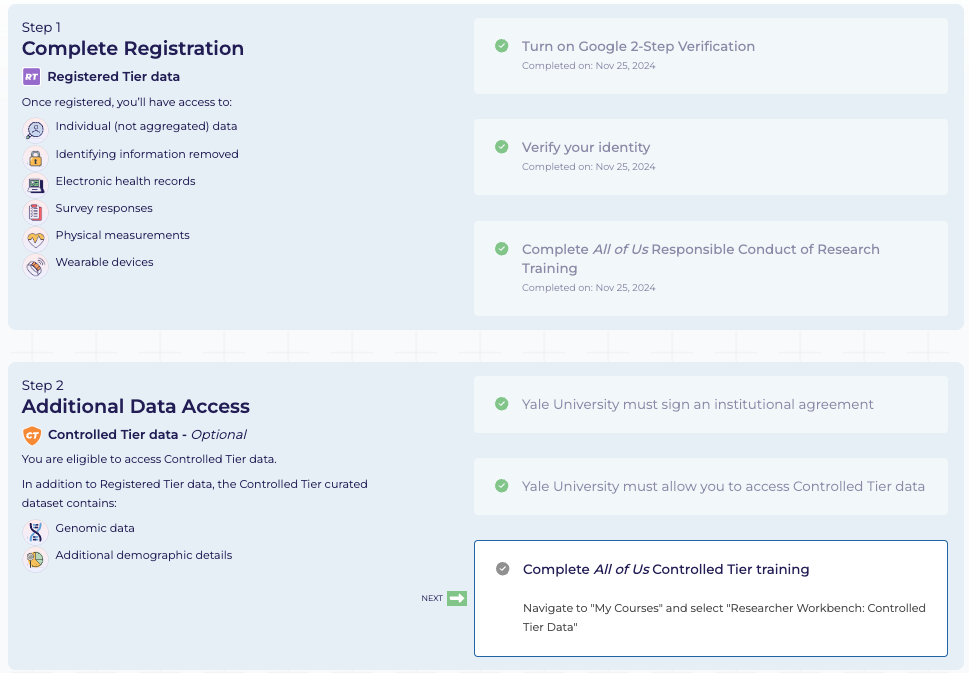 Step 1
Complete Registration
RT Registered Tier data
Once registered, you'll have access to:
Individual (not aggregated) data
Identifying information removed
Electronic health records
Survey responses
Physical measurements
Wearable devices
Turn on Google 2-Step Verification
Completed on: Nov 25, 2024
Verify your identity
Completed on: Nov 25, 2024
Complete All of Us Responsible Conduct of Research
Training
Completed on: Nov 25, 2024
Step 2
Additional Data Access
CT Controlled Tier data - Optional
You are eligible to access Controlled Tier data.
In addition to Registered Tier data, the Controlled Tier curated
dataset contains:
Genomic data
Additional demographic details
Yale University must sign an institutional agreement
Yale University must allow you to access Controlled Tier data
NEXT
Complete All of Us Controlled Tier training
Navigate to "My Courses" and select "Researcher Workbench: Controlled
Tier Data"